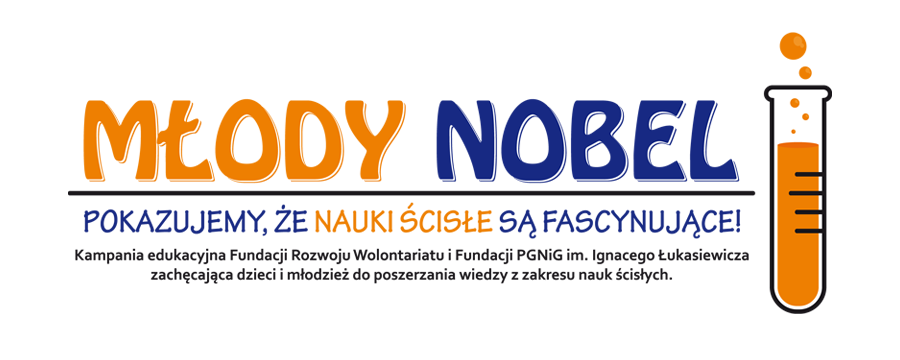 MŁODY NOBEL
POKAZUJEMY, ŻE NAUKI ŚCISŁE SĄ FASCYNUJĄCE!
Kampania edukacyjna Fundacji Rozwoju Wolontariatu i Fundacji PGNiG im. Ignacego Łukasiewicza
zachęcająca dzieci i młodzież do poszerzania wiedzy z zakresu nauk ścisłych.